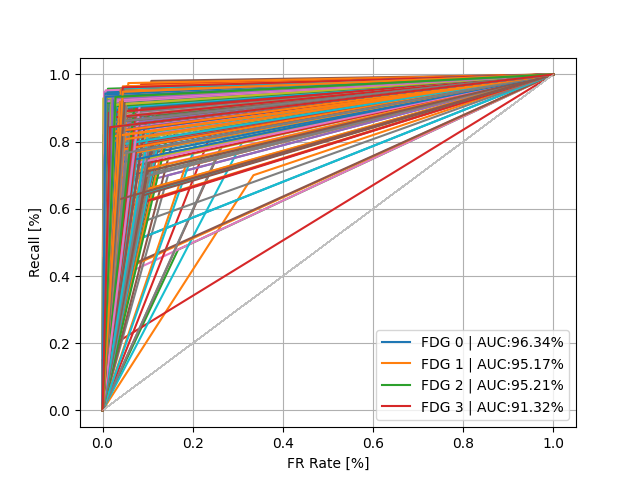 1.0
0.8
0.6
0.4
0.2
0.0
Recall [%]
0.0 0.2 0.4 0.6 0.8 1.0
FR Rate [%]
FDG 0 | AUC:96.34%
FDG 1 | AUC:95.17%
FDG 2 | AUC:95.21%
FDG 3 | AUC:91.32%